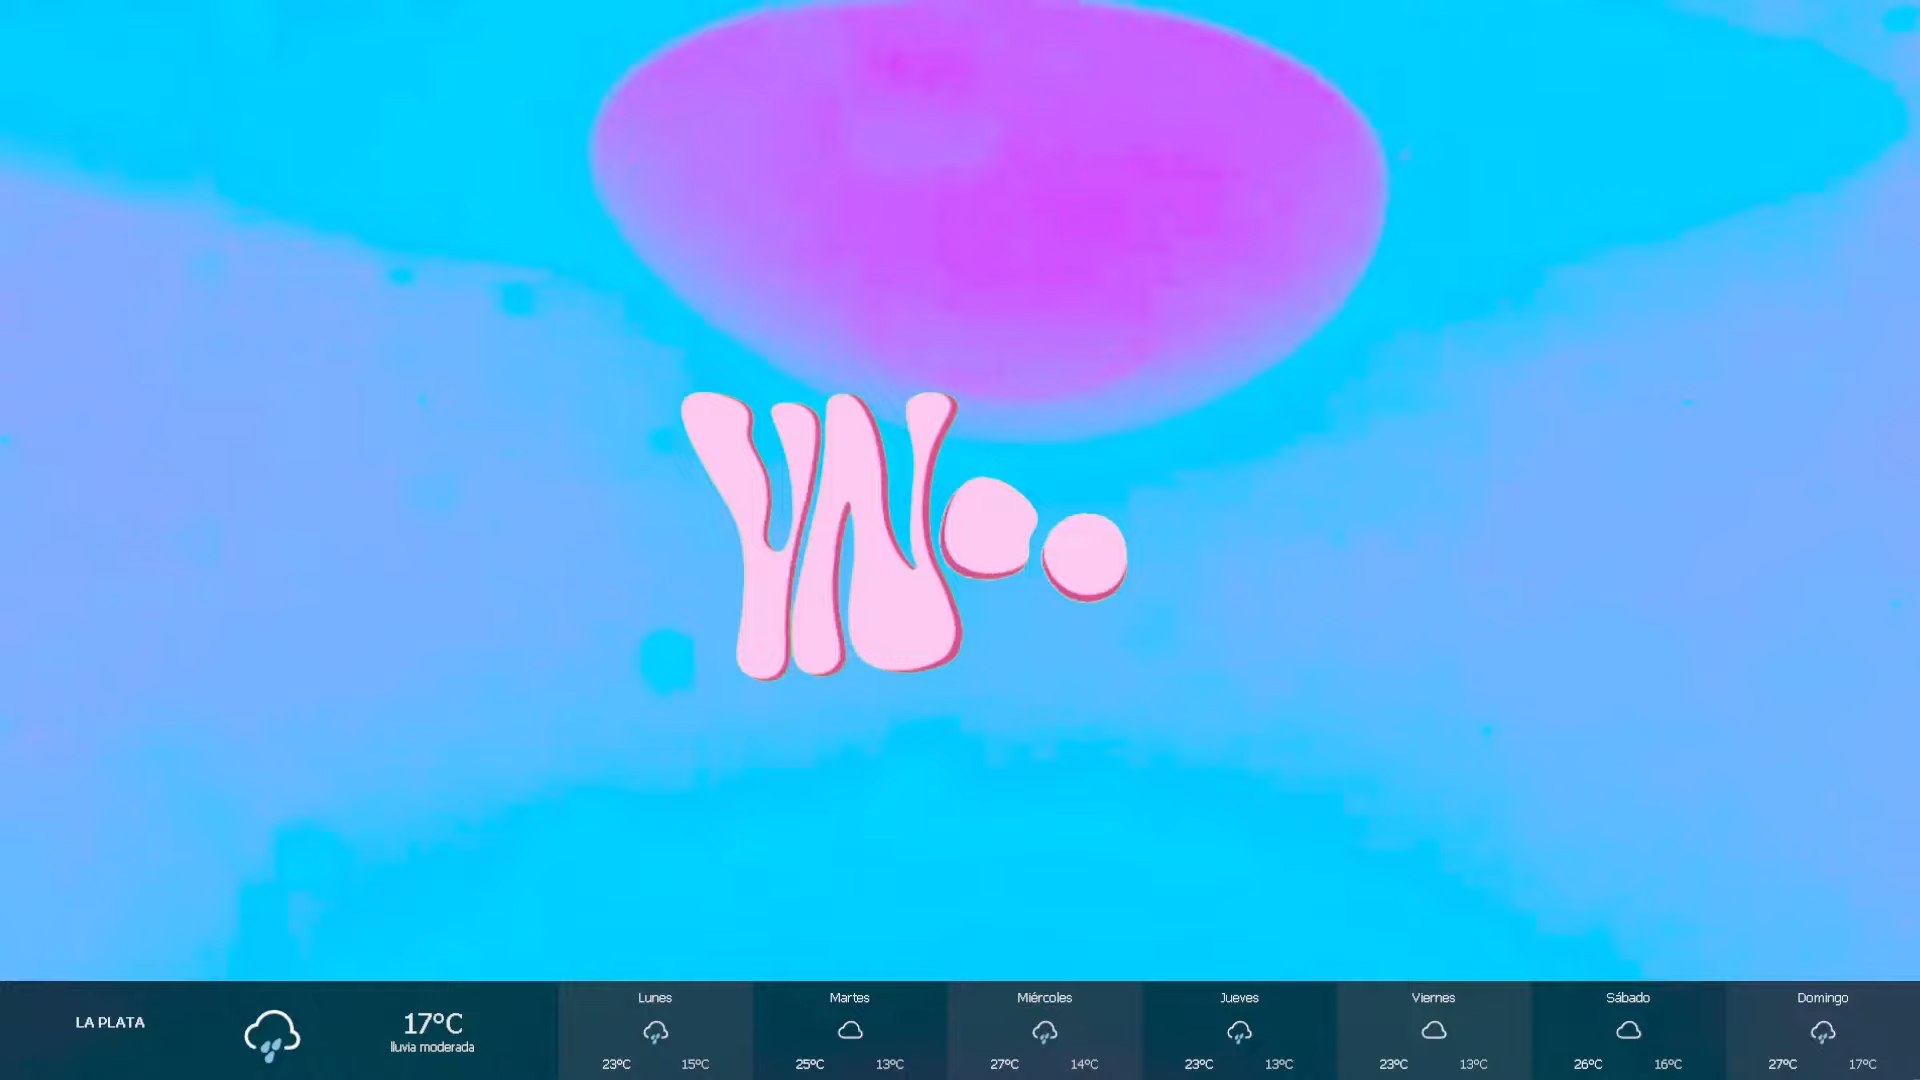 YN
LA PLATA
17°C
lluvia moderada
Lunes
23°C 15°C
Martes
25°C 13°C
Miércoles
27°C 14°C
Jueves
23°C 13°C
Viernes
23°C 13°C
Sábado
26°C 16°C
Domingo
27°C 17°C